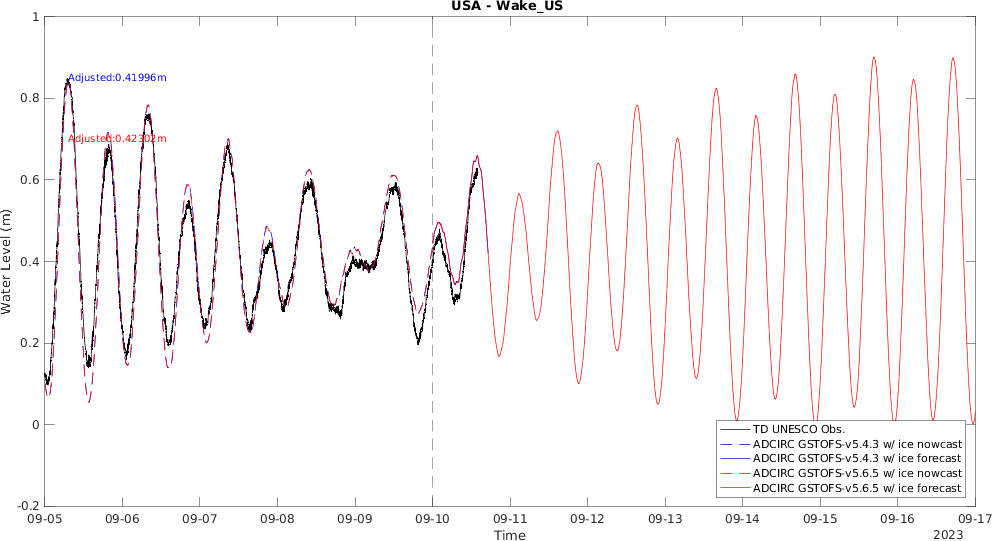 USA - Wake_US
Water Level (m)
1
0.8
0.6
0.4
0.2
0
-0.2
Adjusted:0.41996m
Adjusted:0.42302m
TD UNESCO Obs.
ADCIRC GSTOFS-v5.4.3 w/ ice nowcast
ADCIRC GSTOFS-v5.4.3 w/ ice forecast
ADCIRC GSTOFS-v5.6.5 w/ ice nowcast
ADCIRC GSTOFS-v5.6.5 w/ ice forecast
09-05 09-06 09-07 09-08 09-09 09-10 09-11 09-12 09-13 09-14 09-15 09-16 09-17
Time
2023